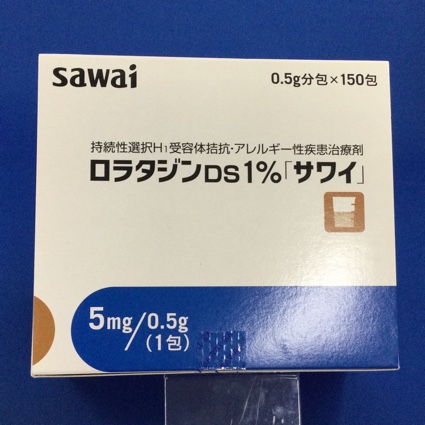 sawai
0.5g分包×150包
持続性選択H₁受容体拮抗・アレルギー性疾患治療剤
ロラタジンDS1%「サワイ」
5mg/0.5g
(1包)